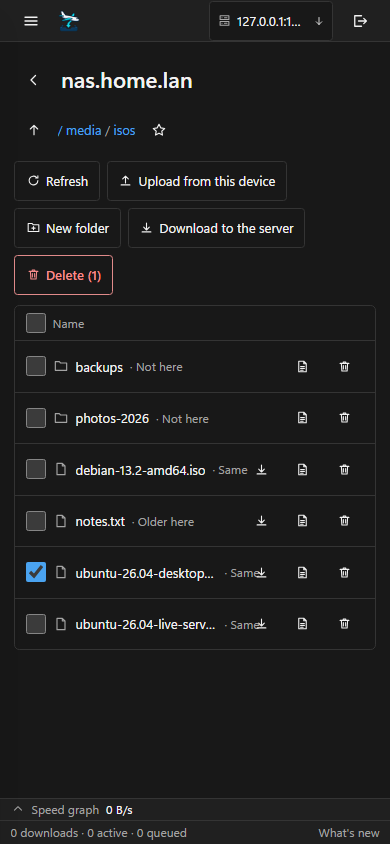 127.0.0.1:1...
nas.home.lan
/ media / isos
Refresh
Upload from this device
New folder
Download to the server
Delete (1)
Name
backups · Not here
photos-2026 · Not here
debian-13.2-amd64.iso · Same
notes.txt · Older here
ubuntu-26.04-desktop... · Same
ubuntu-26.04-live-serv... · Same
Speed graph 0 B/s
0 downloads · 0 active · 0 queued
What's new